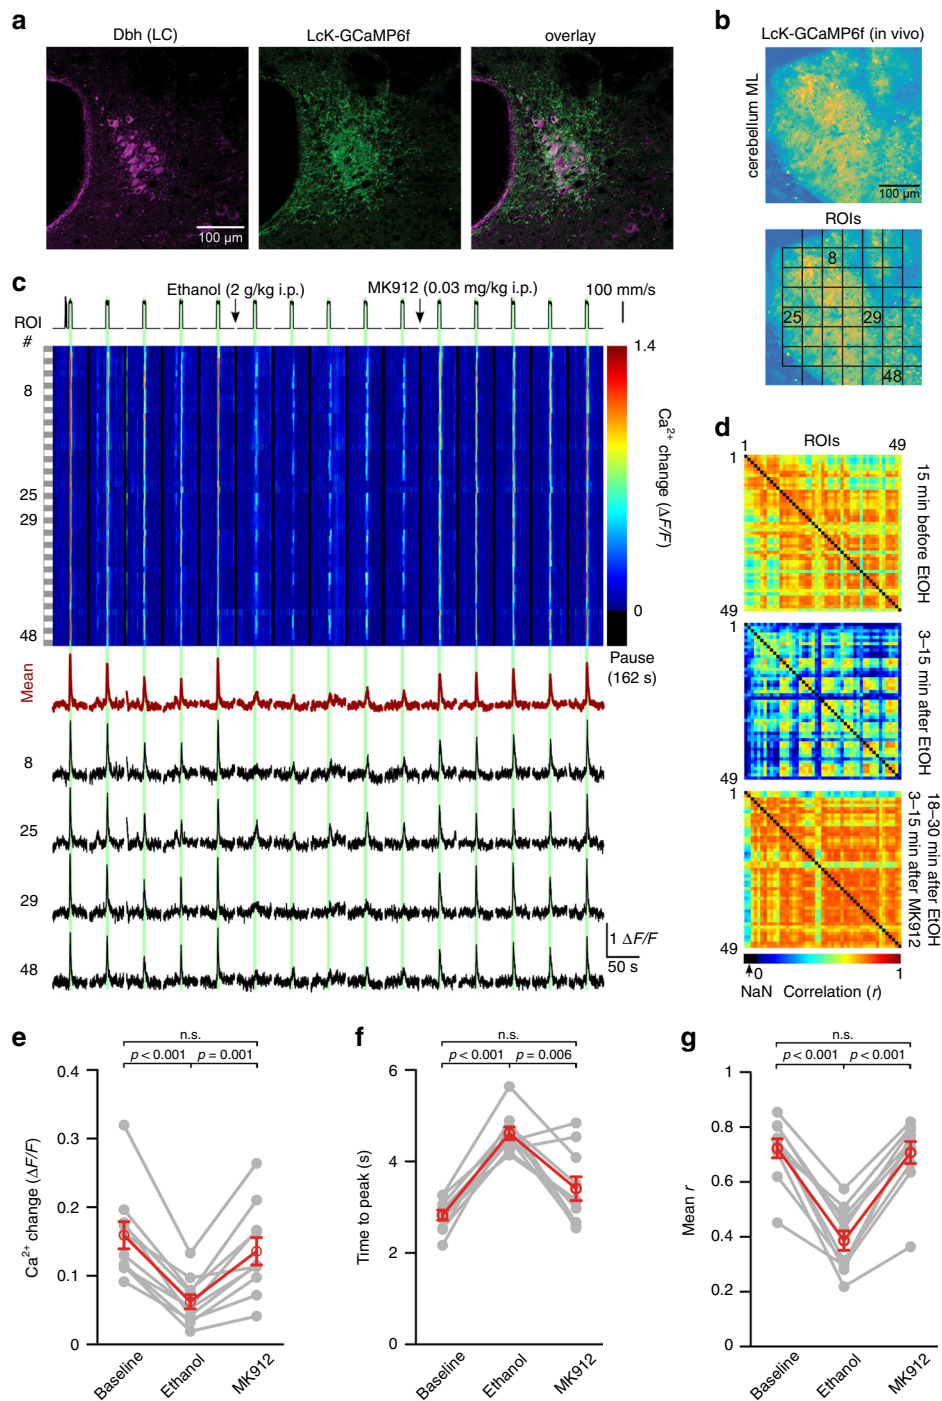 a
Dbh (LC)
LcK-GCaMP6f
overlay
100 µm
b
LcK-GCaMP6f (in vivo)
cerebellum ML
100 µm
ROIs
8
25
29
48
c
Ethanol (2 g/kg i.p.)
MK912 (0.03 mg/kg i.p.)
100 mm/s
ROI
#
8
25
29
48
1.4
0
Ca2+ change (ΔF/F)
Pause
(162 s)
Mean
8
25
29
48
1 ΔF/F
50 s
d
ROIs
1
49
1
49
15 min before EtOH
1
49
3–15 min after EtOH
1
49
18–30 min after EtOH
3–15 min after MK912
0
1
NaN
Correlation (r)
e
n.s.
p < 0.001
p = 0.001
0.4
0.3
0.2
0.1
0
Ca2+ change (ΔF/F)
Baseline
Ethanol
MK912
f
n.s.
p < 0.001
p = 0.006
6
4
2
0
Time to peak (s)
Baseline
Ethanol
MK912
g
n.s.
p < 0.001
p < 0.001
1
0.8
0.6
0.4
0.2
0
Mean r
Baseline
Ethanol
MK912